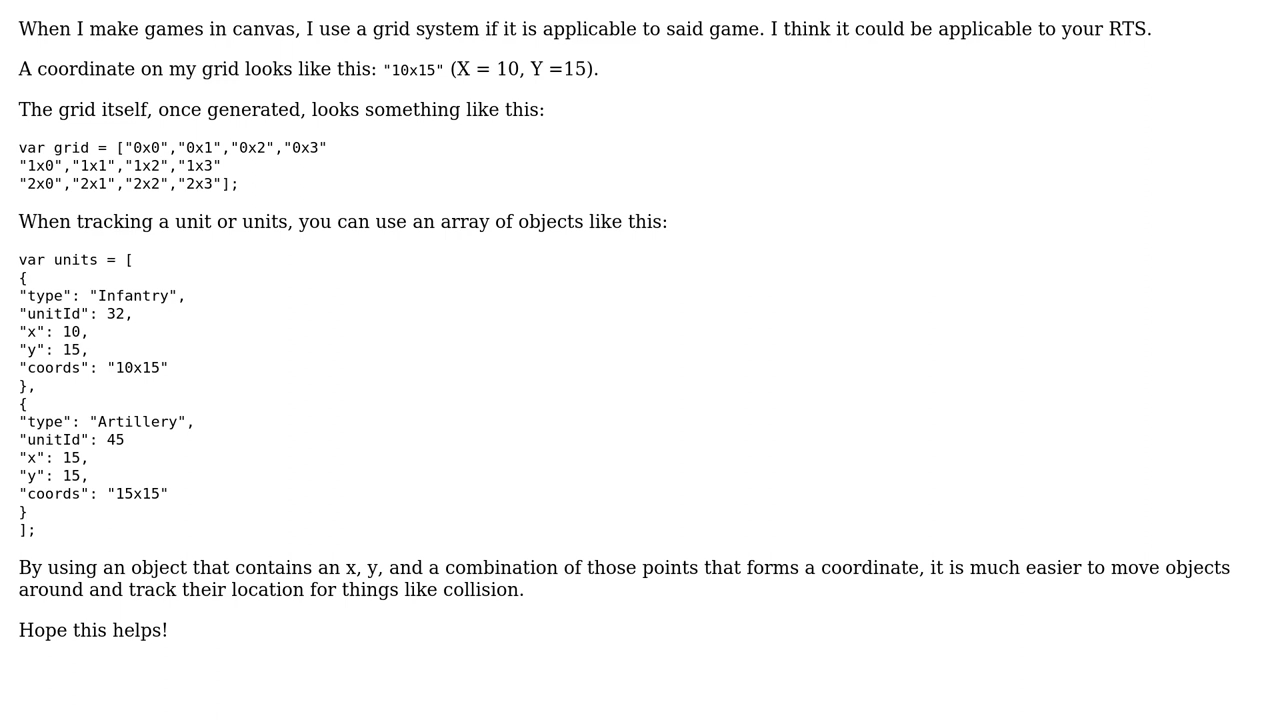 When I make games in canvas, I use a grid system if it is applicable to said game. I think it could be applicable to your RTS.
A coordinate on my grid looks like this: "10x15" (X = 10, Y =15).
The grid itself, once generated, looks something like this:
var grid = ["0x0","0x1","0x2","0x3"
"1x0","1x1","1x2","1x3"
"2x0","2x1","2x2","2x3"];
When tracking a unit or units, you can use an array of objects like this:
var units = [
{
"type": "Infantry",
"unitId": 32,
"x": 10,
"y": 15,
"coords": "10x15"
},
{
"type": "Artillery",
"unitId": 45
"x": 15,
"y": 15,
"coords": "15x15"
}
];
By using an object that contains an x, y, and a combination of those points that forms a coordinate, it is much easier to move objects
around and track their location for things like collision.
Hope this helps!